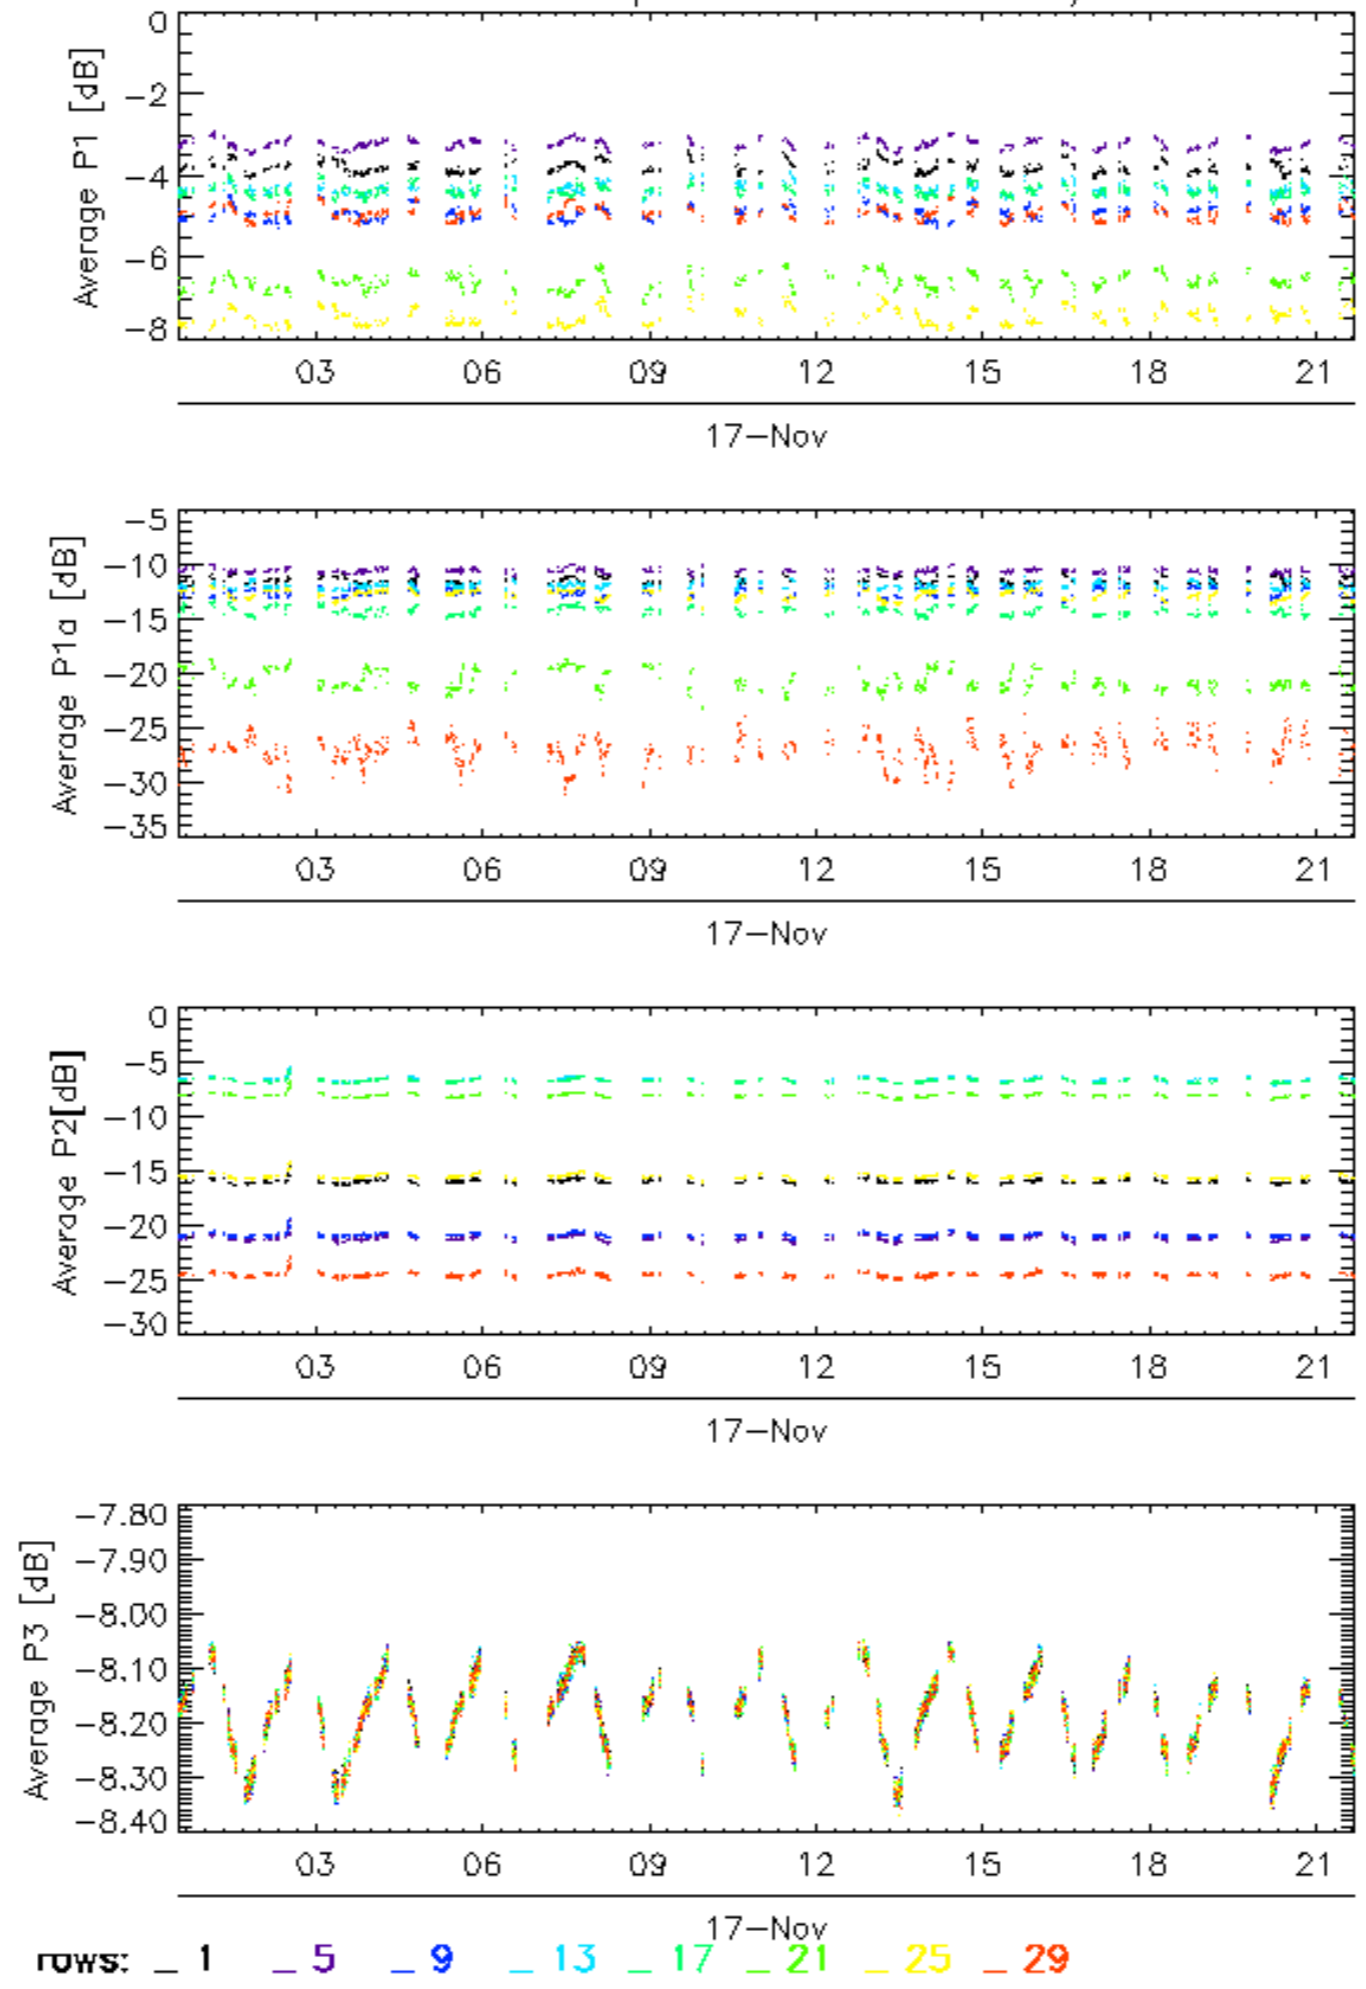 0
-2
-4
-6
-8
Average P1 [dB]
03 06 09 12 15 18 21
17-Nov
-5
-10
-15
-20
-25
-30
-35
Average P1a [dB]
03 06 09 12 15 18 21
17-Nov
0
-5
-10
-15
-20
-25
-30
Average P2[dB]
03 06 09 12 15 18 21
17-Nov
-7.80
-7.90
-8.00
-8.10
-8.20
-8.30
-8.40
Average P3 [dB]
03 06 09 12 15 18 21
17-Nov
rows: _ 1 _ 5 _ 9 _ 13 _ 17 _ 21 _ 25 _ 29